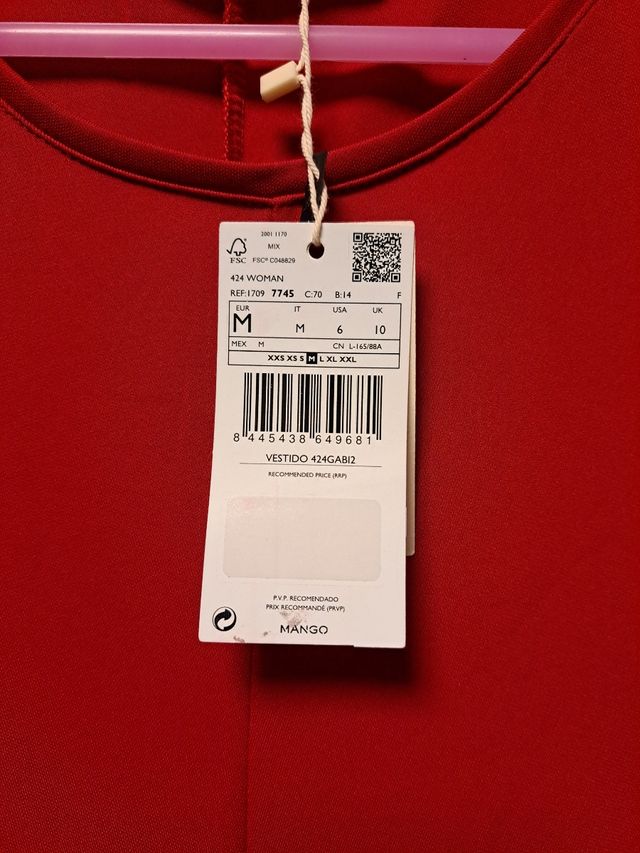 2001 1170
MIX
FSC
FSC® C048829
424 WOMAN
REF:1709 7745 C:70 B:14 F
EUR IT USA UK
M M 6 10
MEX M CN L-165/88A
XXS XS S M L XL XXL
8 445438 649681
VESTIDO 424GABI2
RECOMMENDED PRICE (RRP)
P.V.P. RECOMENDADO
PRIX RECOMMANDÉ (PRVP)
MANGO